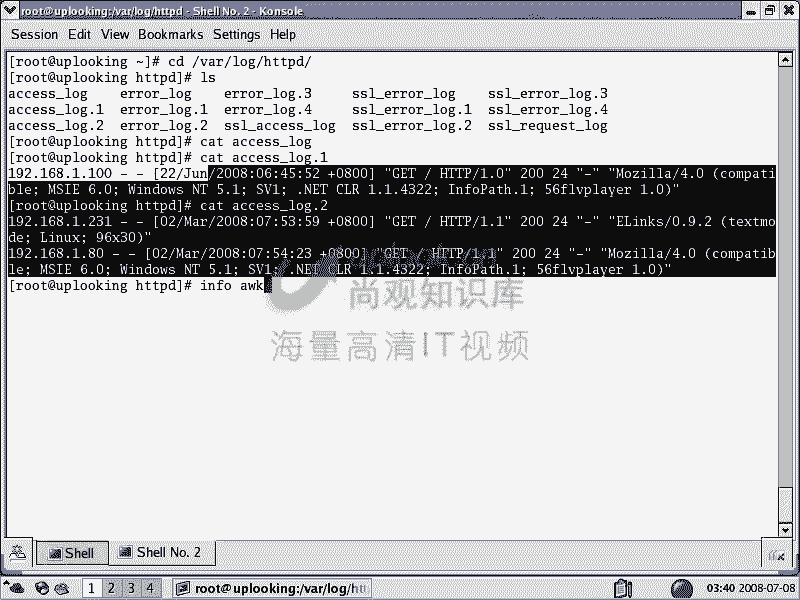 root@uplooking:/var/log/httpd - Shell No. 2 - Konsole
Session Edit View Bookmarks Settings Help
[root@uplooking ~]# cd /var/log/httpd/
[root@uplooking httpd]# ls
access_log error_log error_log.3 ssl_error_log ssl_error_log.3
access_log.1 error_log.1 error_log.4 ssl_error_log.1 ssl_error_log.4
access_log.2 error_log.2 ssl_access_log ssl_error_log.2 ssl_request_log
[root@uplooking httpd]# cat access_log
[root@uplooking httpd]# cat access_log.1
192.168.1.100 - - [22/Jun/2008:06:45:52 +0800] "GET / HTTP/1.0" 200 24 "-" "Mozilla/4.0 (compati
ble; MSIE 6.0; Windows NT 5.1; SV1; .NET CLR 1.1.4322; InfoPath.1; 56flvplayer 1.0)"
[root@uplooking httpd]# cat access_log.2
192.168.1.231 - - [02/Mar/2008:07:53:59 +0800] "GET / HTTP/1.1" 200 24 "-" "ELinks/0.9.2 (textmo
de; Linux; 96x30)"
192.168.1.80 - - [02/Mar/2008:07:54:23 +0800] "GET / HTTP/1.1" 200 24 "-" "Mozilla/4.0 (compatib
le; MSIE 6.0; Windows NT 5.1; SV1; .NET CLR 1.1.4322; InfoPath.1; 56flvplayer 1.0)"
[root@uplooking httpd]# info awk
尚观知识库
海量高清IT视频
Shell Shell No. 2
1 2 3 4 root@uplooking:/var/log/htt 03:40 2008-07-08